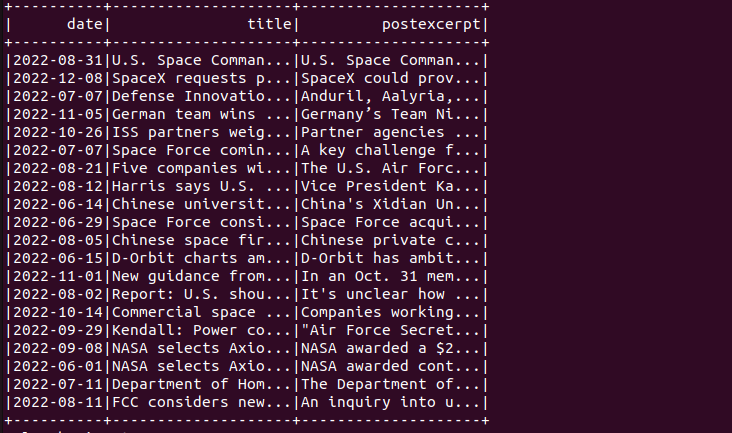 +----------+--------------------+--------------------+
|      date|               title|         postexcerpt|
+----------+--------------------+--------------------+
|2022-08-31|U.S. Space Comman...|U.S. Space Comman...|
|2022-12-08|SpaceX requests p...|SpaceX could prov...|
|2022-07-07|Defense Innovatio...|Anduril, Aalyria,...|
|2022-11-05|German team wins ...|Germany’s Team Ni...|
|2022-10-26|ISS partners weig...|Partner agencies ...|
|2022-07-07|Space Force comin...|A key challenge f...|
|2022-08-21|Five companies wi...|The U.S. Air Forc...|
|2022-08-12|Harris says U.S. ...|Vice President Ka...|
|2022-06-14|Chinese universit...|China's Xidian Un...|
|2022-06-29|Space Force consi...|Space Force acqui...|
|2022-08-05|Chinese space fir...|Chinese private c...|
|2022-06-15|D-Orbit charts am...|D-Orbit has ambit...|
|2022-11-01|New guidance from...|In an Oct. 31 mem...|
|2022-08-02|Report: U.S. shou...|It's unclear how ...|
|2022-10-14|Commercial space ...|Companies working...|
|2022-09-29|Kendall: Power co...|"Air Force Secret...|
|2022-09-08|NASA selects Axio...|NASA awarded a $2...|
|2022-06-01|NASA selects Axio...|NASA awarded cont...|
|2022-07-11|Department of Hom...|The Department of...|
|2022-08-11|FCC considers new...|An inquiry into u...|
+----------+--------------------+--------------------+